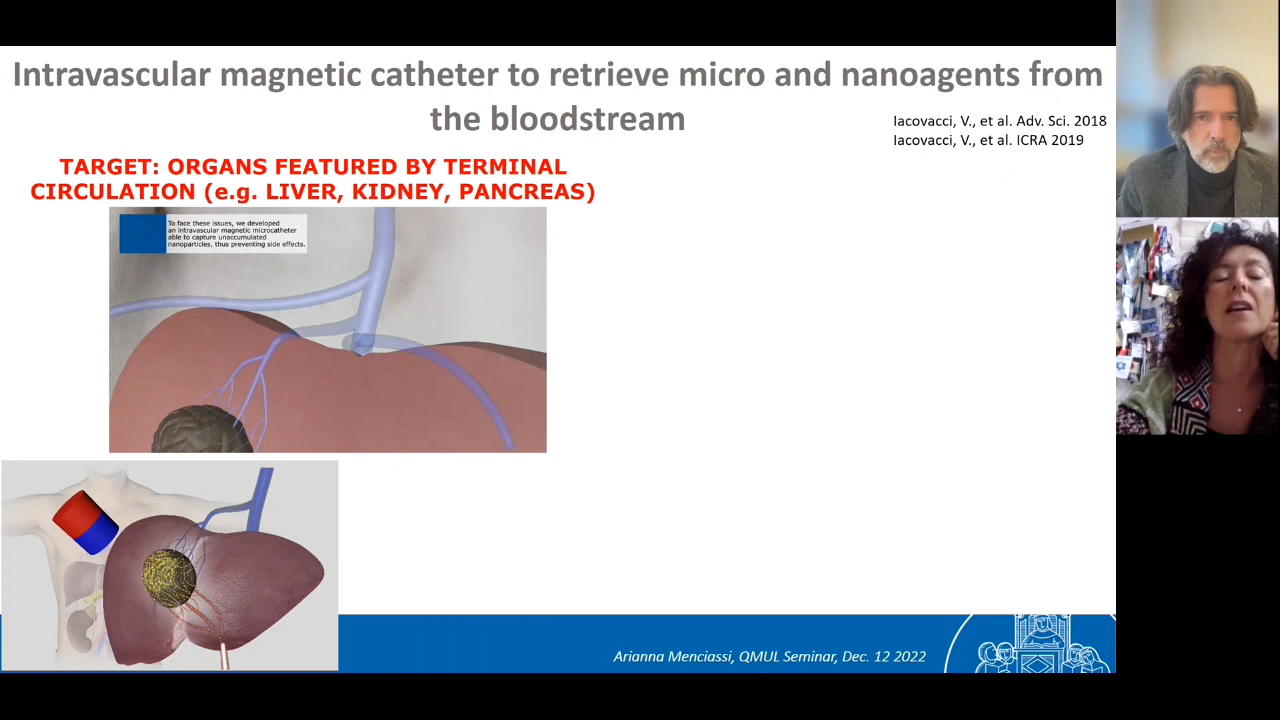 Intravascular magnetic catheter to retrieve micro and nanoagents from
the bloodstream
Iacovacci, V., et al. Adv. Sci. 2018
Iacovacci, V., et al. ICRA 2019
TARGET: ORGANS FEATURED BY TERMINAL
CIRCULATION (e.g. LIVER, KIDNEY, PANCREAS)
To face these issues, we developed
an intravascular magnetic microcatheter
able to capture unaccumulated
nanoparticles, thus preventing side effects.
Arianna Menciassi, QMUL Seminar, Dec. 12 2022